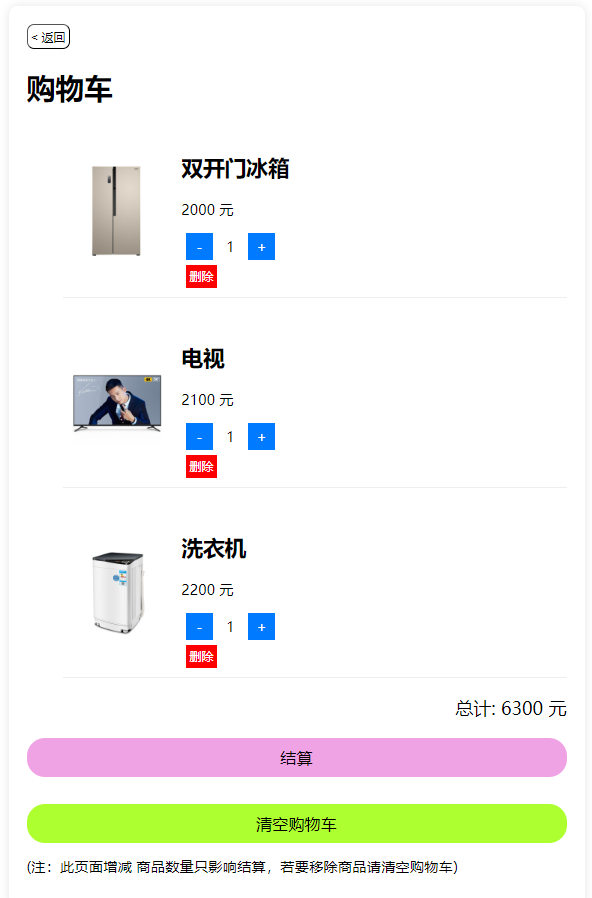 < 返回
购物车
双开门冰箱
2000 元
- 1 +
删除
电视
2100 元
- 1 +
删除
洗衣机
2200 元
- 1 +
删除
总计: 6300 元
结算
清空购物车
(注：此页面增减 商品数量只影响结算，若要移除商品请清空购物车)